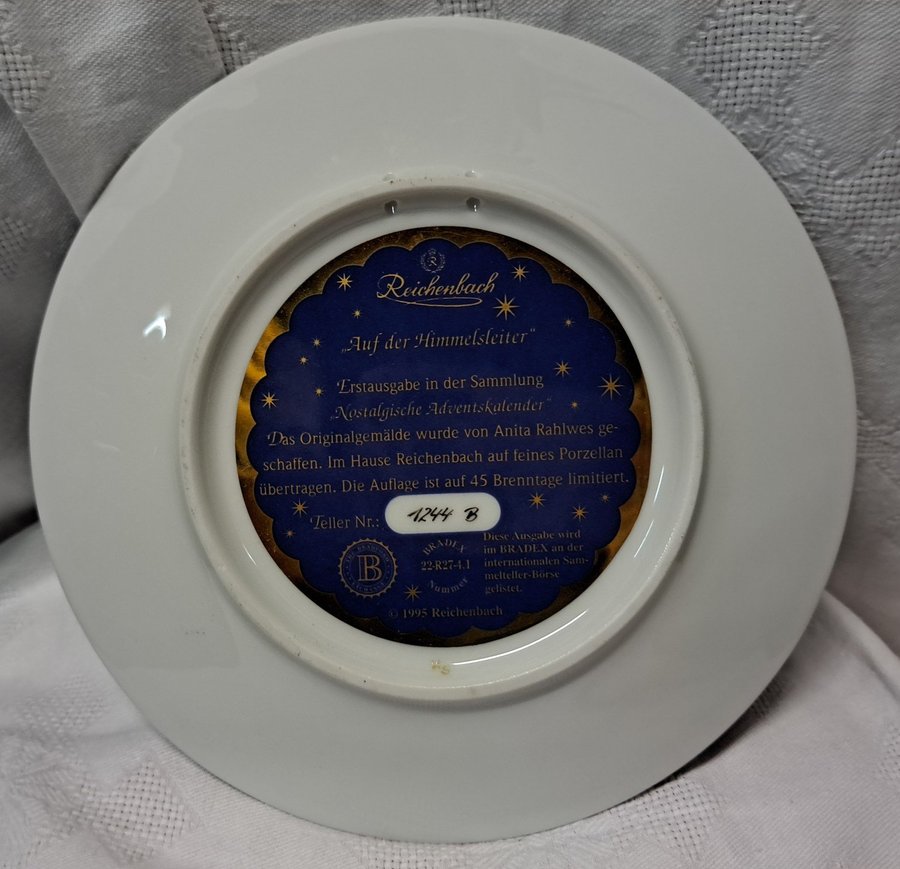 Reichenbach
„Auf der Himmelsleiter“
Erstausgabe in der Sammlung
„Nostalgische Adventskalender“
Das Originalgemälde wurde von Anita Rahlwes ge-
schaffen. Im Hause Reichenbach auf feines Porzellan
übertragen. Die Auflage ist auf 45 Brenntage limitiert.
Teller Nr.: 1244 B
B
BRADEX
22-R27-4.1
Nummer
Diese Ausgabe wird
im BRADEX an der
internationalen Sam-
melteller-Börse
gelistet.
© 1995 Reichenbach